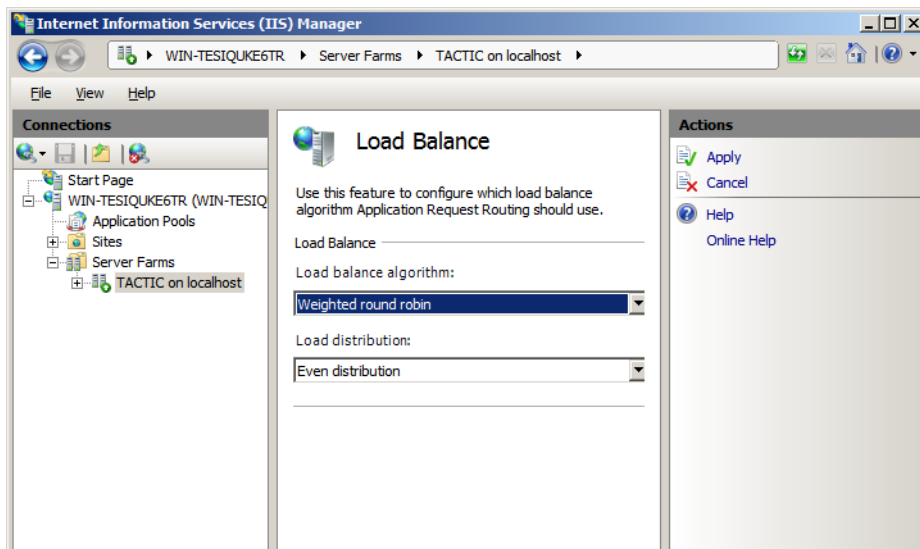 Internet Information Services (IIS) Manager
WIN-TESIQUKE6TR Server Farms TACTIC on localhost
File View Help
Connections
Start Page
WIN-TESIQUKE6TR (WIN-TESIQ
Application Pools
Sites
Server Farms
TACTIC on localhost
Load Balance
Use this feature to configure which load balance
algorithm Application Request Routing should use.
Load Balance
Load balance algorithm:
Weighted round robin
Load distribution:
Even distribution
Actions
Apply
Cancel
Help
Online Help